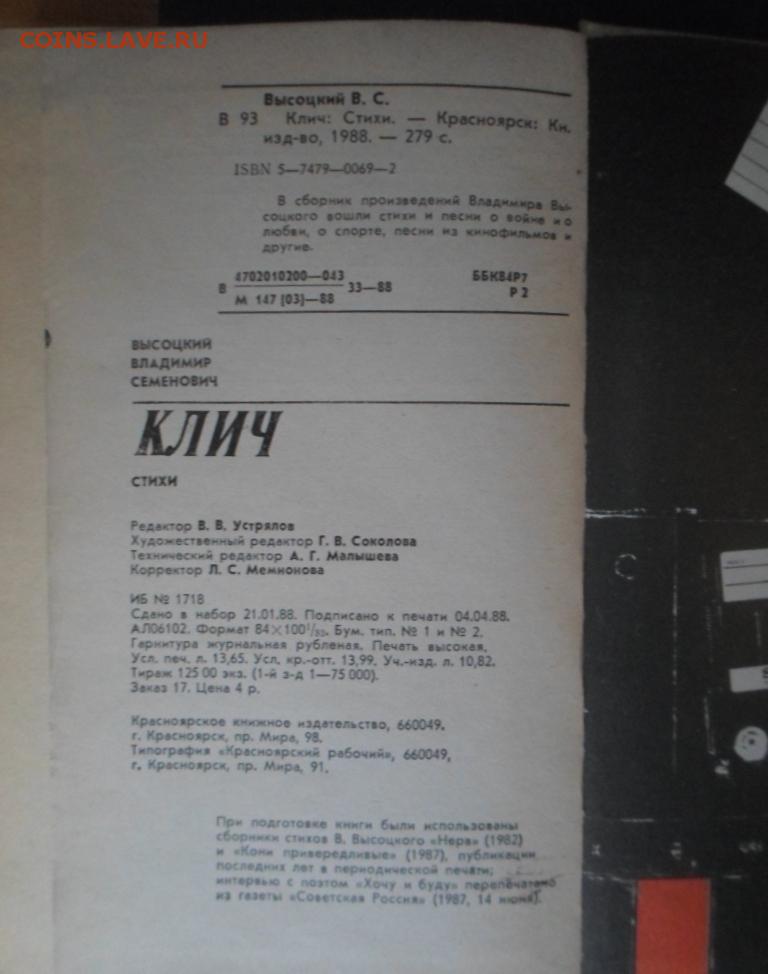 COINS.LAVE.RU
Высоцкий В. С.
В 93 Клич: Стихи. — Красноярск: Кн.
изд-во, 1988. — 279 с.
ISBN 5—7479—0069—2
В сборник произведений Владимира Вы-
соцкого вошли стихи и песни о войне и о
любви, о спорте, песни из кинофильмов и
другие.
4702010200—043
В 33—88 ББК84Р7
М 147 (03)—88 Р 2
ВЫСОЦКИЙ
ВЛАДИМИР
СЕМЕНОВИЧ
КЛИЧ
СТИХИ
Редактор В. В. Устрялов
Художественный редактор Г. В. Соколова
Технический редактор А. Г. Малышева
Корректор Л. С. Мемнонова
ИБ № 1718
Сдано в набор 21.01.88. Подписано к печати 04.04.88.
АЛ06102. Формат 84×100¹/₃₂. Бум. тип. № 1 и № 2.
Гарнитура журнальная рубленая. Печать высокая.
Усл. печ. л. 13,65. Усл. кр.-отт. 13,99. Уч.-изд. л. 10,82.
Тираж 125 00 экз. (1-й з-д 1—75 000).
Заказ 17. Цена 4 р.
Красноярское книжное издательство, 660049.
г. Красноярск, пр. Мира, 98.
Типография «Красноярский рабочий», 660049,
г. Красноярск, пр. Мира, 91.
При подготовке книги были использованы
сборники стихов В. Высоцкого «Нерв» (1982)
и «Кони привередливые» (1987), публикации
последних лет в периодической печати;
интервью с поэтом «Хочу и буду» перепечатано
из газеты «Советская Россия» (1987, 14 июня).